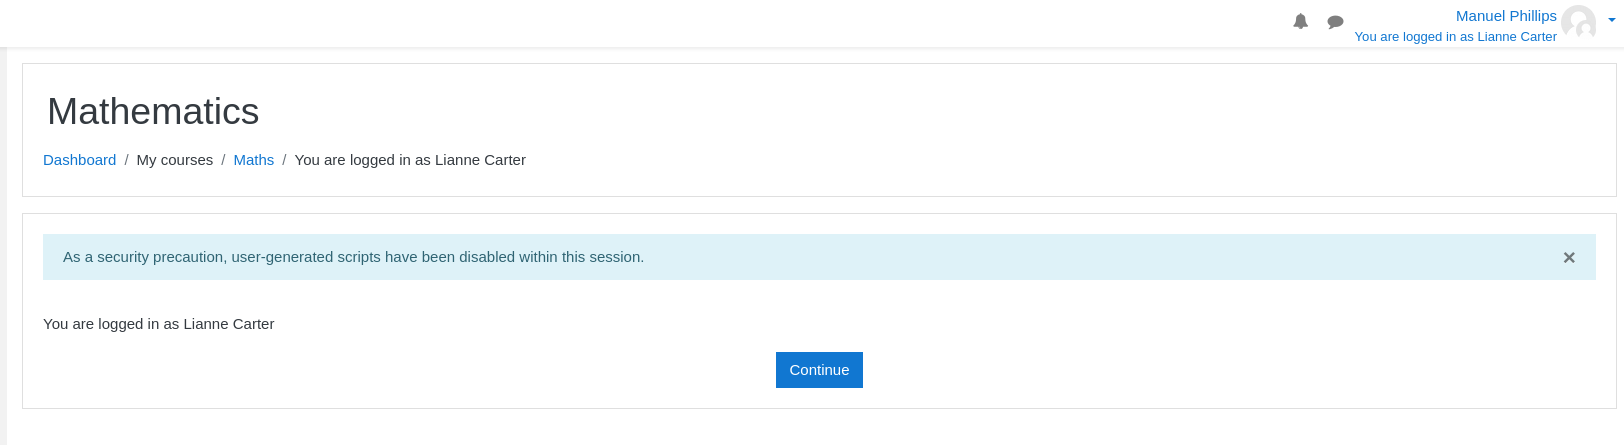 Manuel Phillips
You are logged in as Lianne Carter
Mathematics
Dashboard / My courses / Maths / You are logged in as Lianne Carter
As a security precaution, user-generated scripts have been disabled within this session. ×
You are logged in as Lianne Carter
Continue